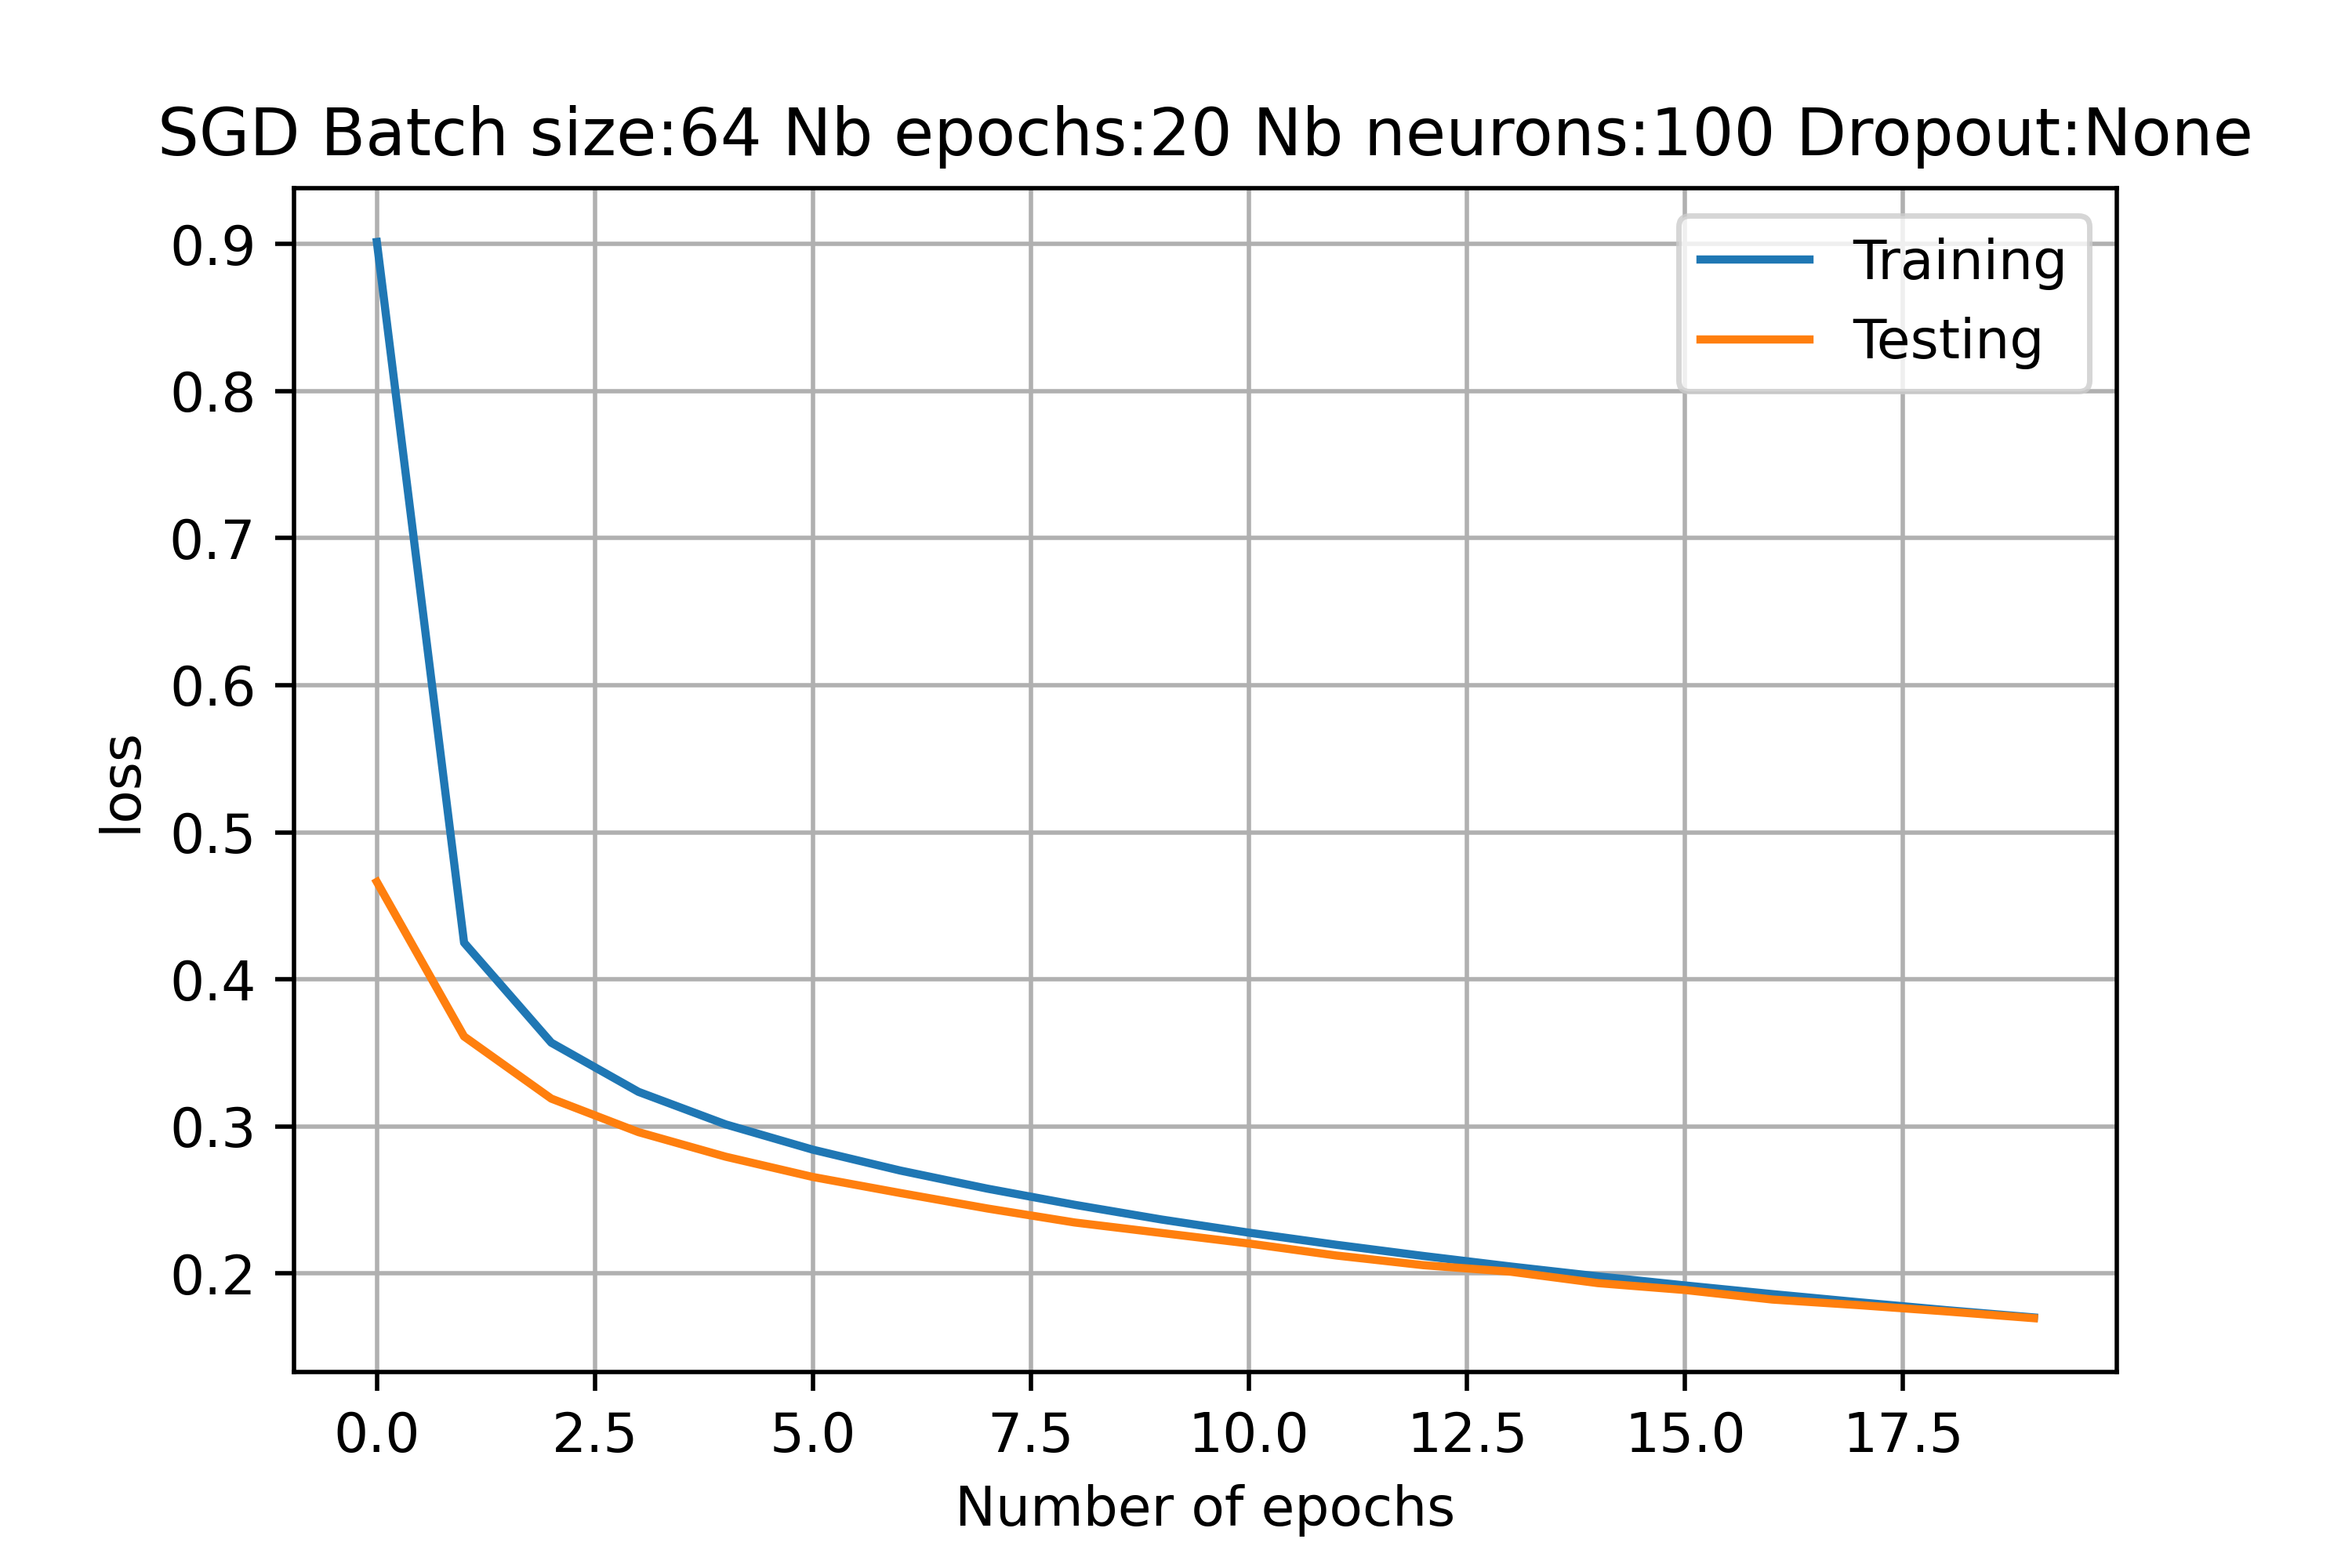 SGD Batch size:64 Nb epochs:20 Nb neurons:100 Dropout:None
Training
Testing
0.9
0.8
0.7
0.6
0.5
0.4
0.3
0.2
loss
0.0 2.5 5.0 7.5 10.0 12.5 15.0 17.5
Number of epochs